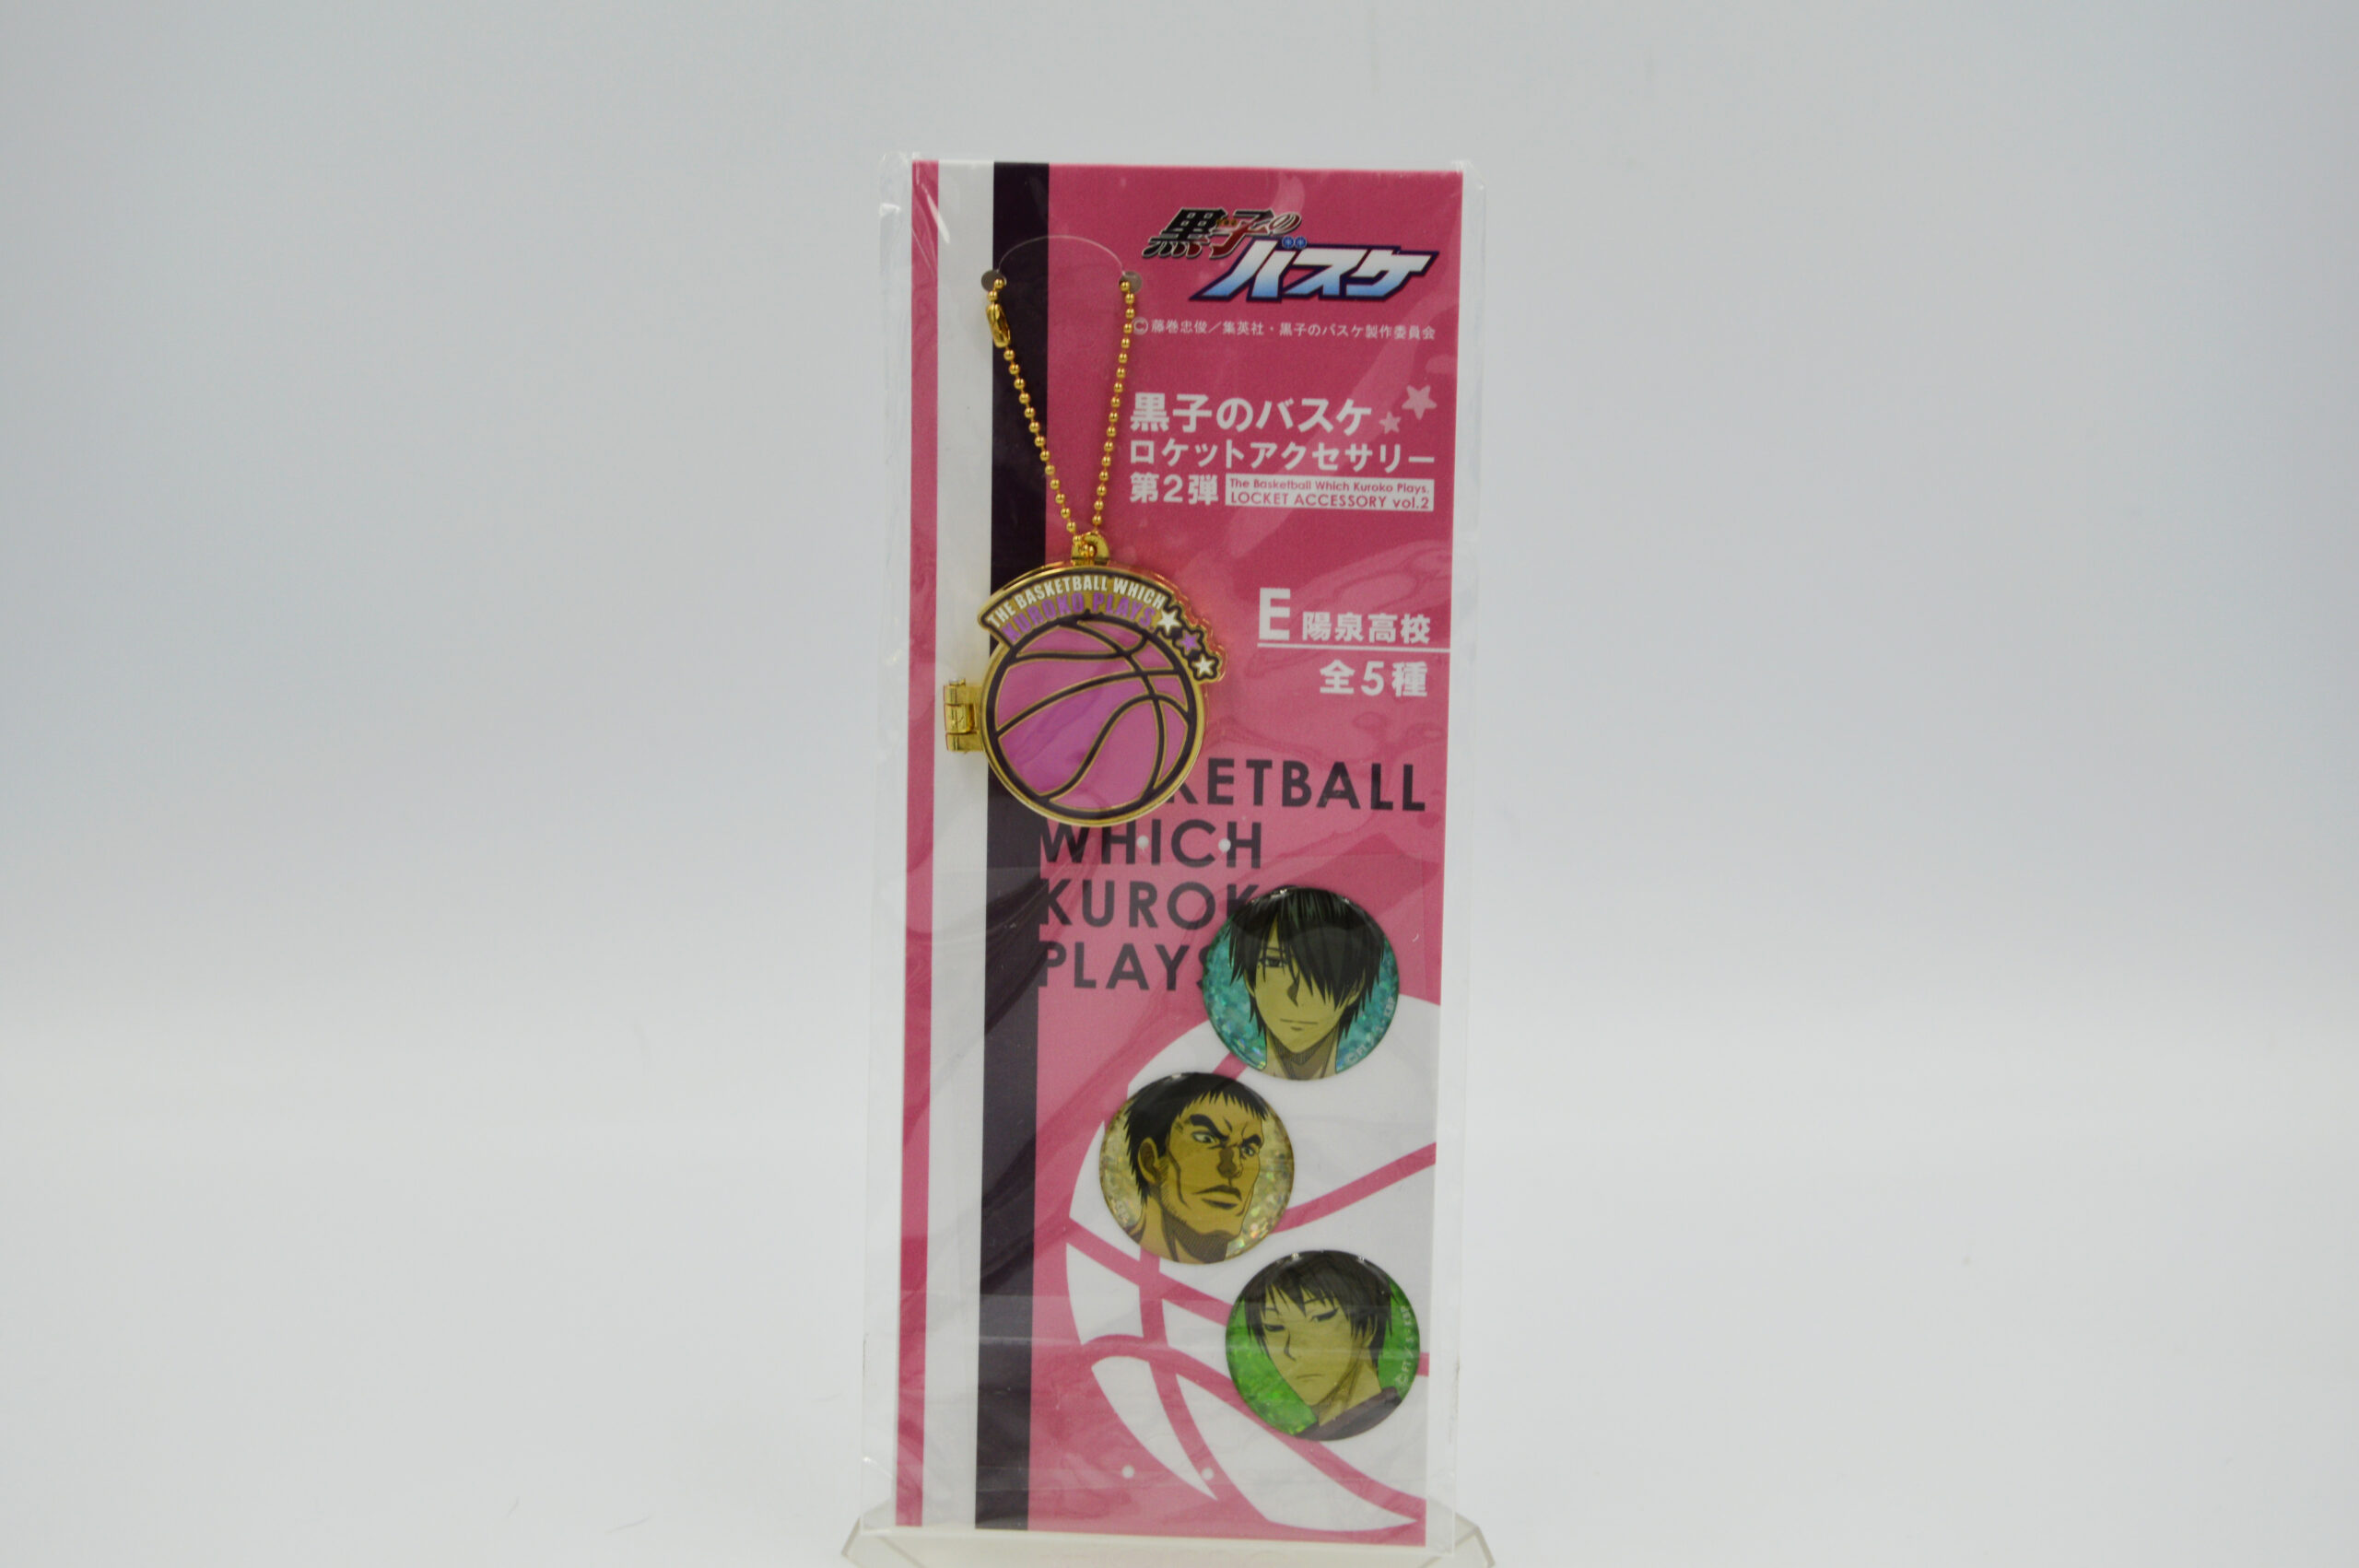 黒子の
バスケ
©藤巻忠俊／集英社・黒子のバスケ製作委員会
黒子のバスケ
ロケットアクセサリー
第2弾
The Basketball Which Kuroko Plays.
LOCKET ACCESSORY vol.2
THE BASKETBALL WHICH
KUROKO PLAYS
E 陽泉高校
全5種
KETBALL
WHICH
KUROK
PLAYS